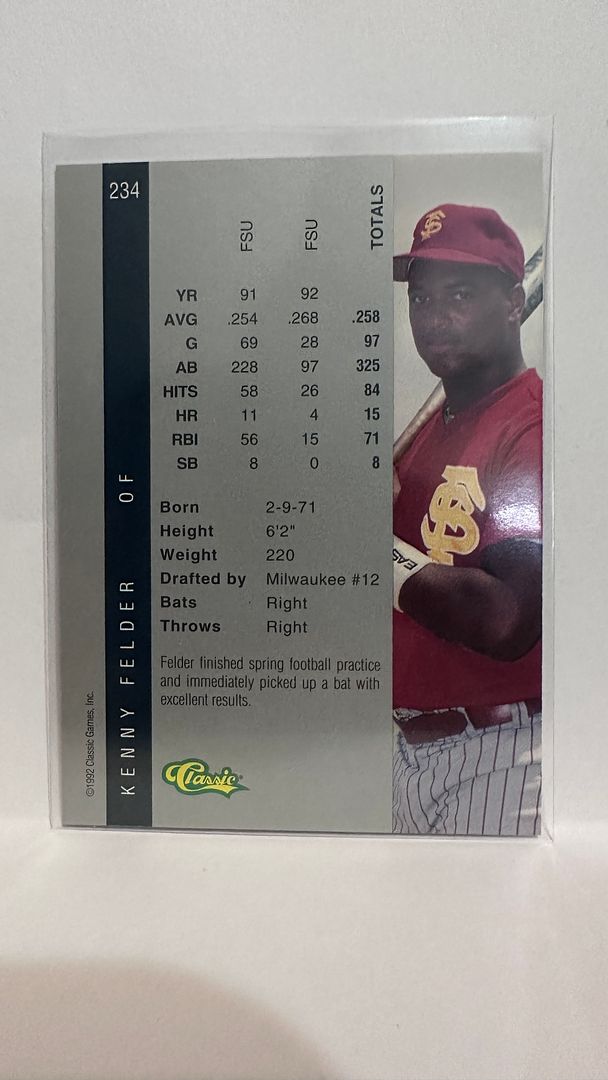 234
FSU FSU TOTALS
YR 91 92
AVG .254 .268 .258
G 69 28 97
AB 228 97 325
HITS 58 26 84
HR 11 4 15
RBI 56 15 71
SB 8 0 8
Born 2-9-71
Height 6'2"
Weight 220
Drafted by Milwaukee #12
Bats Right
Throws Right
Felder finished spring football practice
and immediately picked up a bat with
excellent results.
Classic®
KENNY FELDER OF
©1992 Classic Games, Inc.
FS
FS
EAS